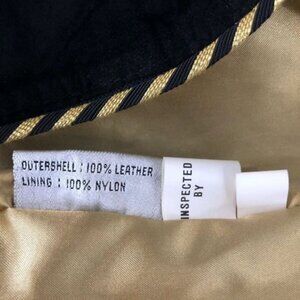 OUTERSHELL : 100% LEATHER
LINING : 100% NYLON
INSPECTED
BY